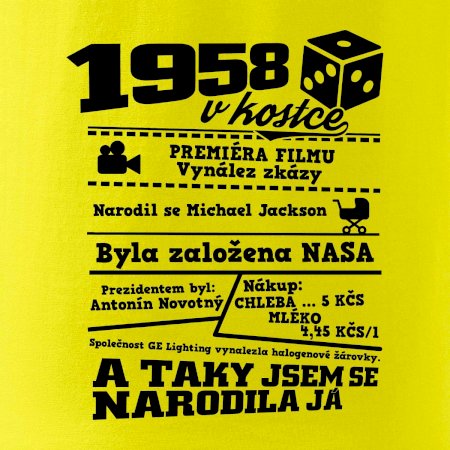 1958
v kostce
PREMIÉRA FILMU
Vynález zkázy
Narodil se Michael Jackson
Byla založena NASA
Prezidentem byl:
Antonín Novotný
Nákup:
CHLEBA ... 5 KČS
MLÉKO
4,45 KČS/l
Společnost GE Lighting vynalezla halogenové žárovky.
A TAKY JSEM SE
NARODILA JÁ